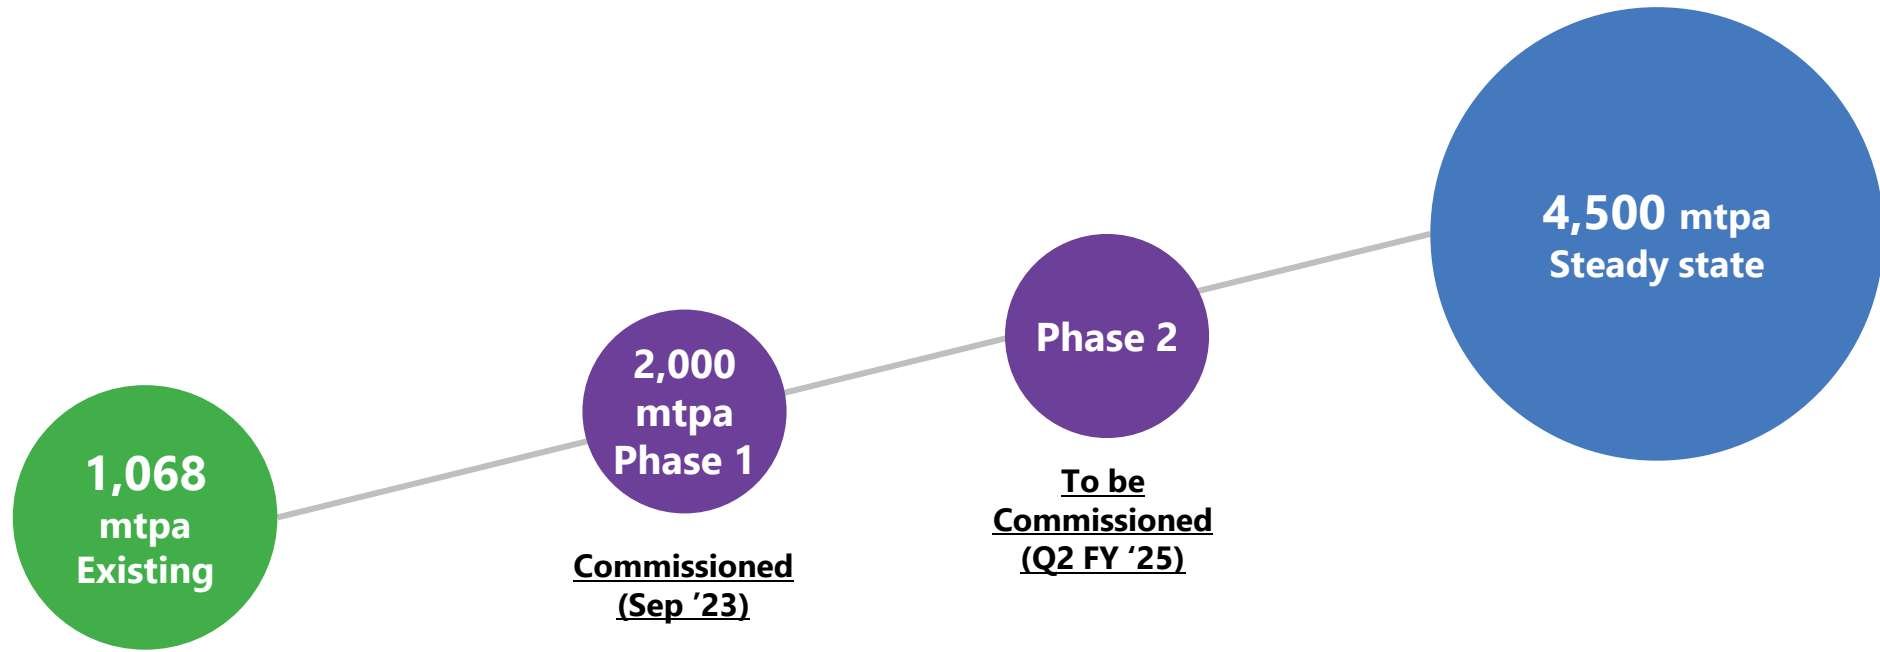 1,068
mtpa
Existing
2,000
mtpa
Phase 1
Commissioned
(Sep ’23)
Phase 2
To be
Commissioned
(Q2 FY ‘25)
4,500 mtpa
Steady state